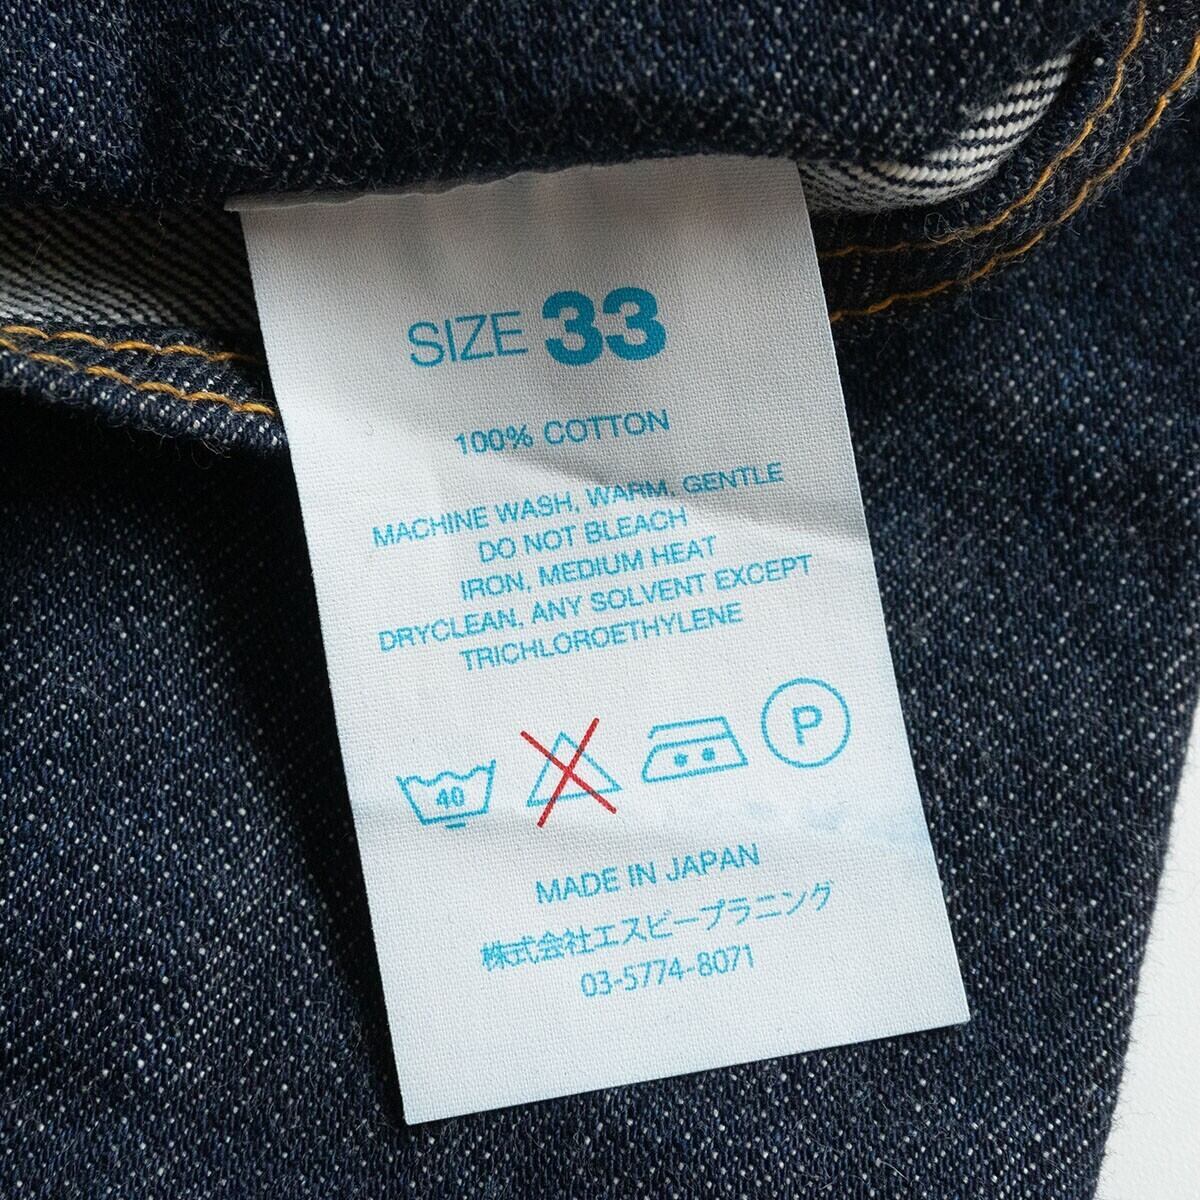 SIZE 33
100% COTTON
MACHINE WASH, WARM, GENTLE
DO NOT BLEACH
IRON, MEDIUM HEAT
DRYCLEAN, ANY SOLVENT EXCEPT
TRICHLOROETHYLENE
40
P
MADE IN JAPAN
株式会社エスビープラニング
03-5774-8071